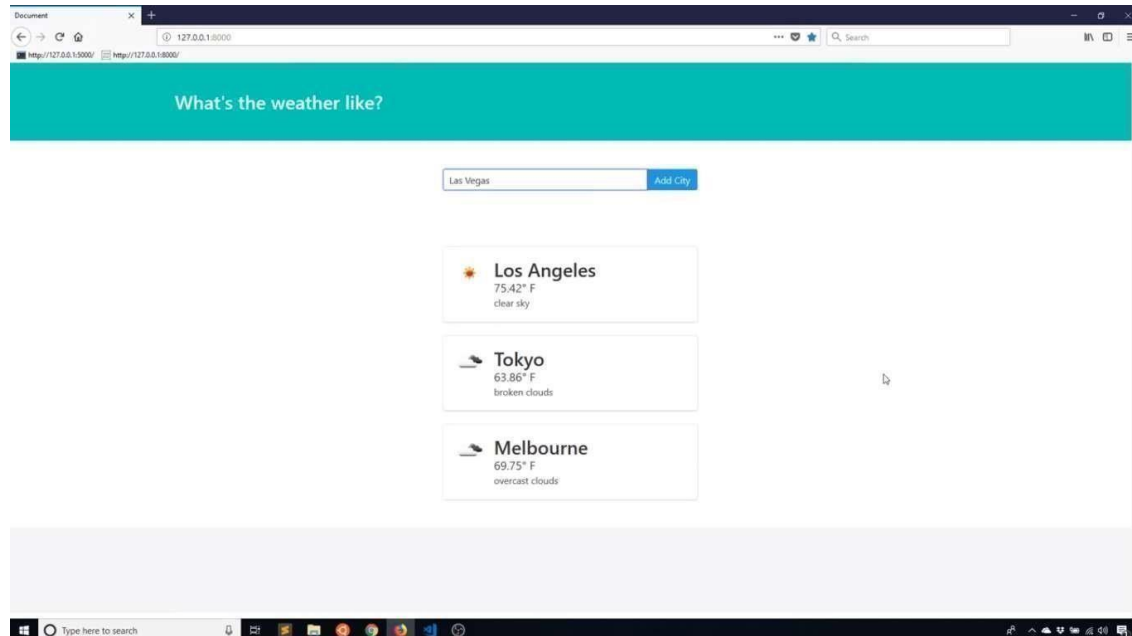 Document
127.0.0.1:8000
Search
http://127.0.0.1:5000/ http://127.0.0.1:8000/
What's the weather like?
Las Vegas
Add City
Los Angeles
75.42° F
clear sky
Tokyo
63.86° F
broken clouds
Melbourne
69.75° F
overcast clouds
Type here to search